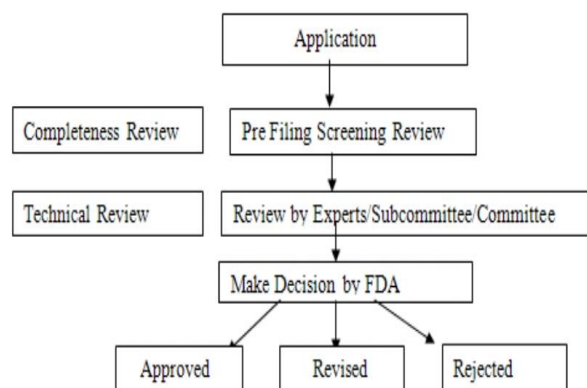 Application
Completeness Review
Pre Filing Screening Review
Technical Review
Review by Experts/Subcommittee/Committee
Make Decision by FDA
Approved
Revised
Rejected